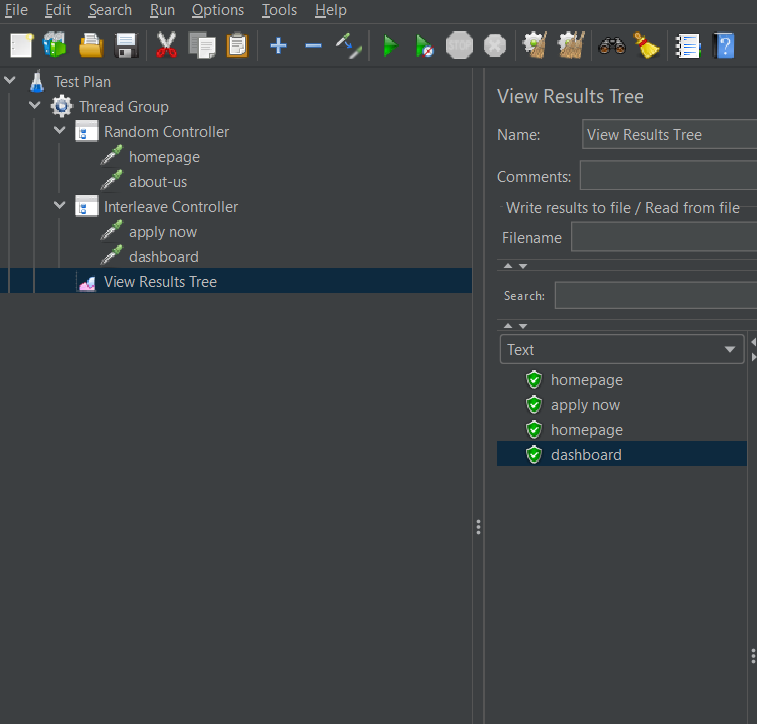 File Edit Search Run Options Tools Help
STOP
Test Plan
Thread Group
Random Controller
homepage
about-us
Interleave Controller
apply now
dashboard
View Results Tree
View Results Tree
Name: View Results Tree
Comments:
Write results to file / Read from file
Filename
Search:
Text
homepage
apply now
homepage
dashboard